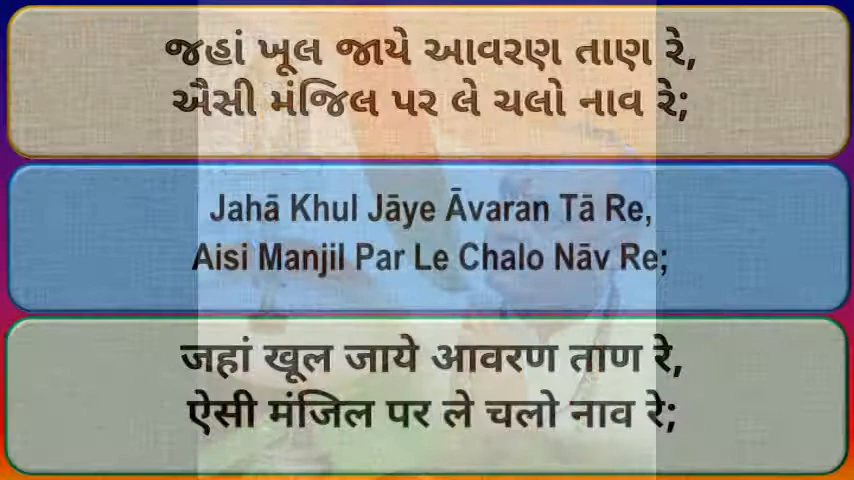 જહાં ખૂલ જાયે આવરણ તાણ રે,
ઐસી મંજિલ પર લે ચલો નાવ રે;
Jahā Khul Jāye Āvaran Tā Re,
Aisi Manjil Par Le Chalo Nāv Re;
जहां खूल जाये आवरण ताण रे,
ऐसी मंजिल पर ले चलो नाव रे;